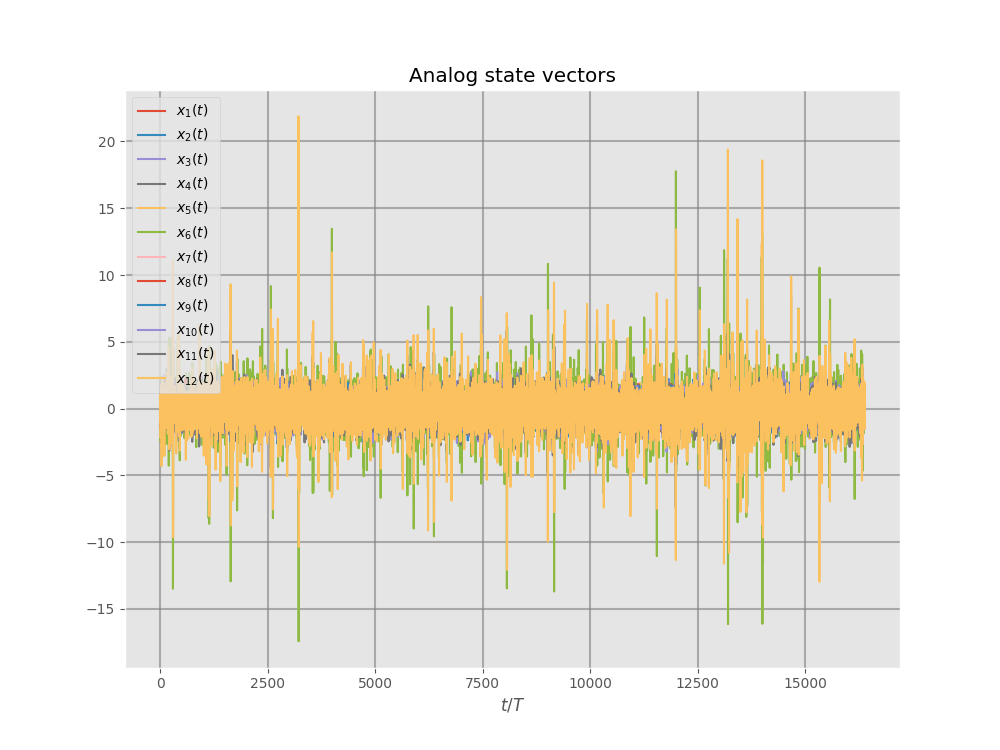 Analog state vectors
20
15
10
5
0
−5
−10
−15
x₁(t)
x₂(t)
x₃(t)
x₄(t)
x₅(t)
x₆(t)
x₇(t)
x₈(t)
x₉(t)
x₁₀(t)
x₁₁(t)
x₁₂(t)
0 2500 5000 7500 10000 12500 15000
t/T